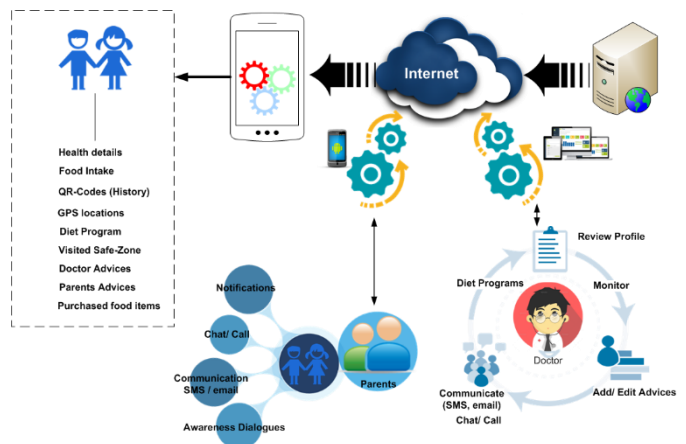 Internet
Health details
Food Intake
QR-Codes (History)
GPS locations
Diet Program
Visited Safe-Zone
Doctor Advices
Parents Advices
Purchased food items
Notifications
Chat/ Call
Communication
SMS / email
Awareness Dialogues
Parents
Review Profile
Diet Programs
Monitor
Doctor
Communicate
(SMS, email)
Chat/ Call
Add/ Edit Advices